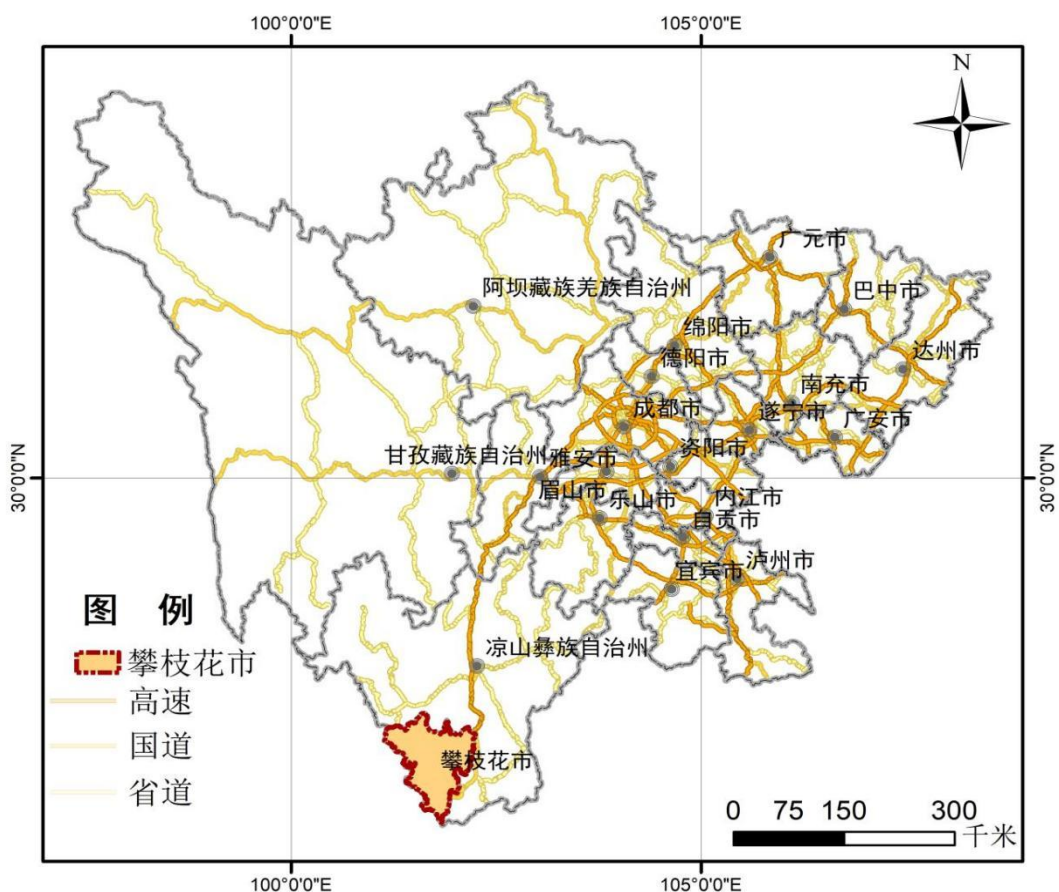 100°0'0"E
105°0'0"E
N
广元市
巴中市
阿坝藏族羌族自治州
绵阳市
德阳市
达州市
南充市
成都市
遂宁市
广安市
甘孜藏族自治州
雅安市
资阳市
30°0'0"N
30°0'0"N
眉山市
乐山市
内江市
自贡市
宜宾市
泸州市
图 例
攀枝花市
高速
国道
省道
凉山彝族自治州
攀枝花市
0 75 150 300
千米
100°0'0"E
105°0'0"E